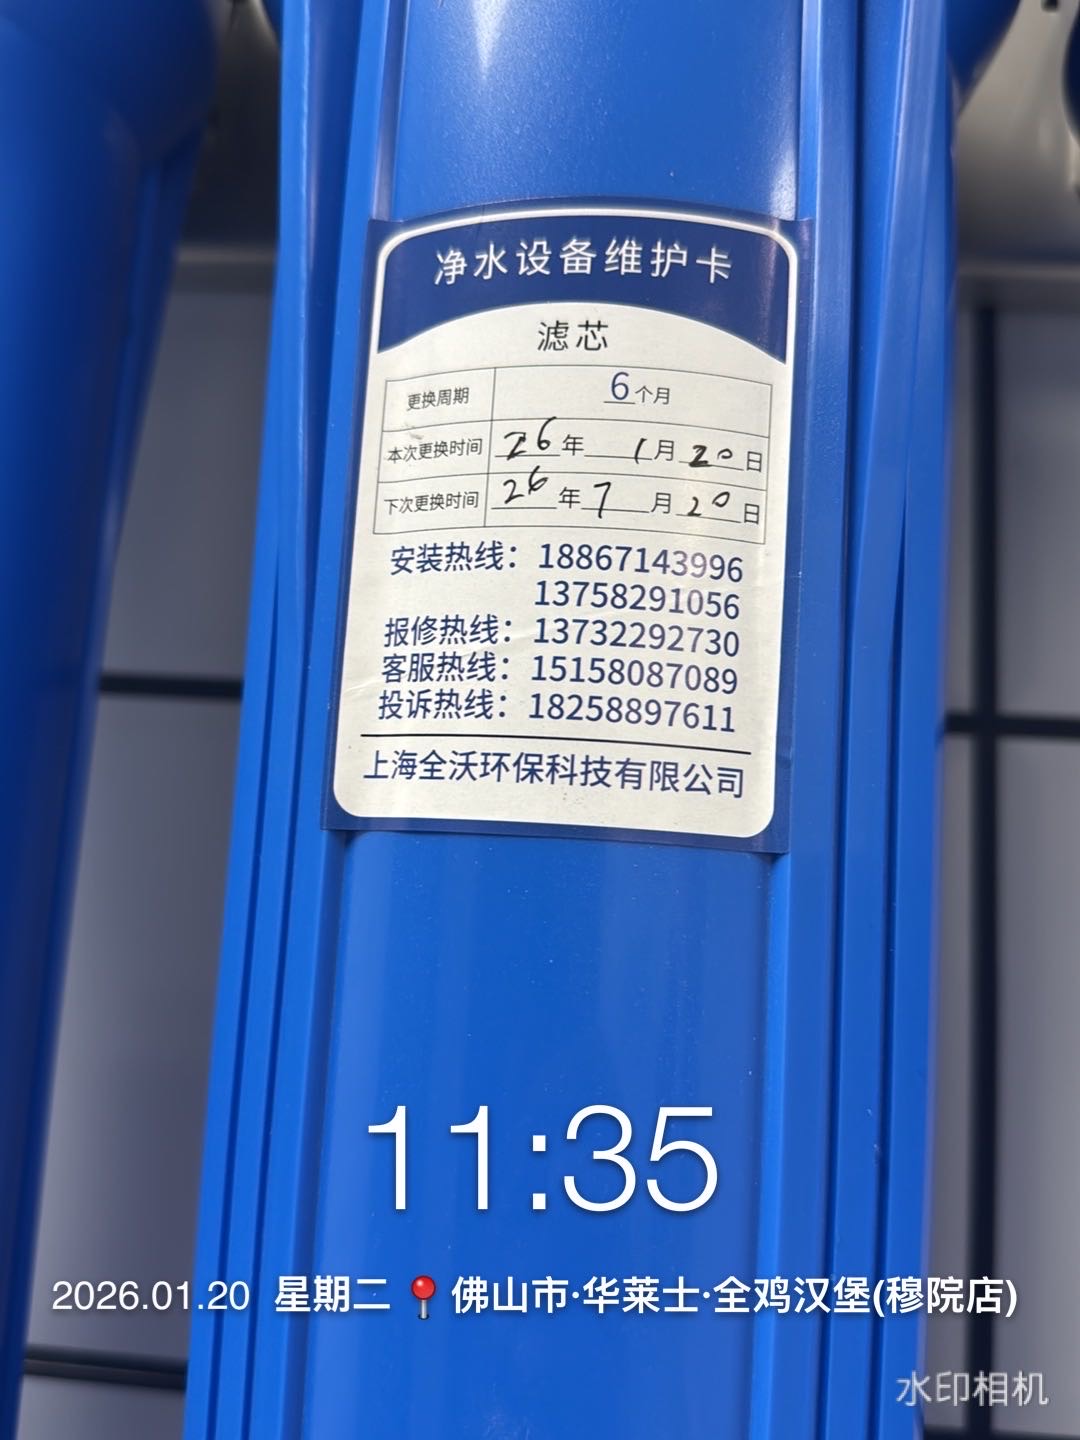 净水设备维护卡
滤芯
更换周期 6个月
本次更换时间 26年 1月 20日
下次更换时间 26年 7月 20日
安装热线：18867143996
13758291056
报修热线：13732292730
客服热线：15158087089
投诉热线：18258897611
上海全沃环保科技有限公司
11:35
2026.01.20 星期二 📍佛山市·华莱士·全鸡汉堡(穆院店)
水印相机